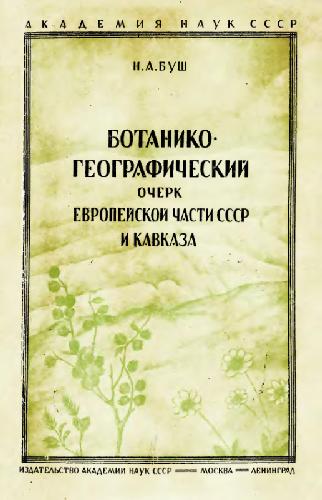 АКАДЕМИЯ НАУК СССР
Н.А.БУШ
БОТАНИКО-
ГЕОГРАФИЧЕСКИЙ
ОЧЕРК
ЕВРОПЕЙСКОЙ ЧАСТИ СССР
И КАВКАЗА
ИЗДАТЕЛЬСТВО АКАДЕМИИ НАУК СССР — МОСКВА — ЛЕНИНГРАД